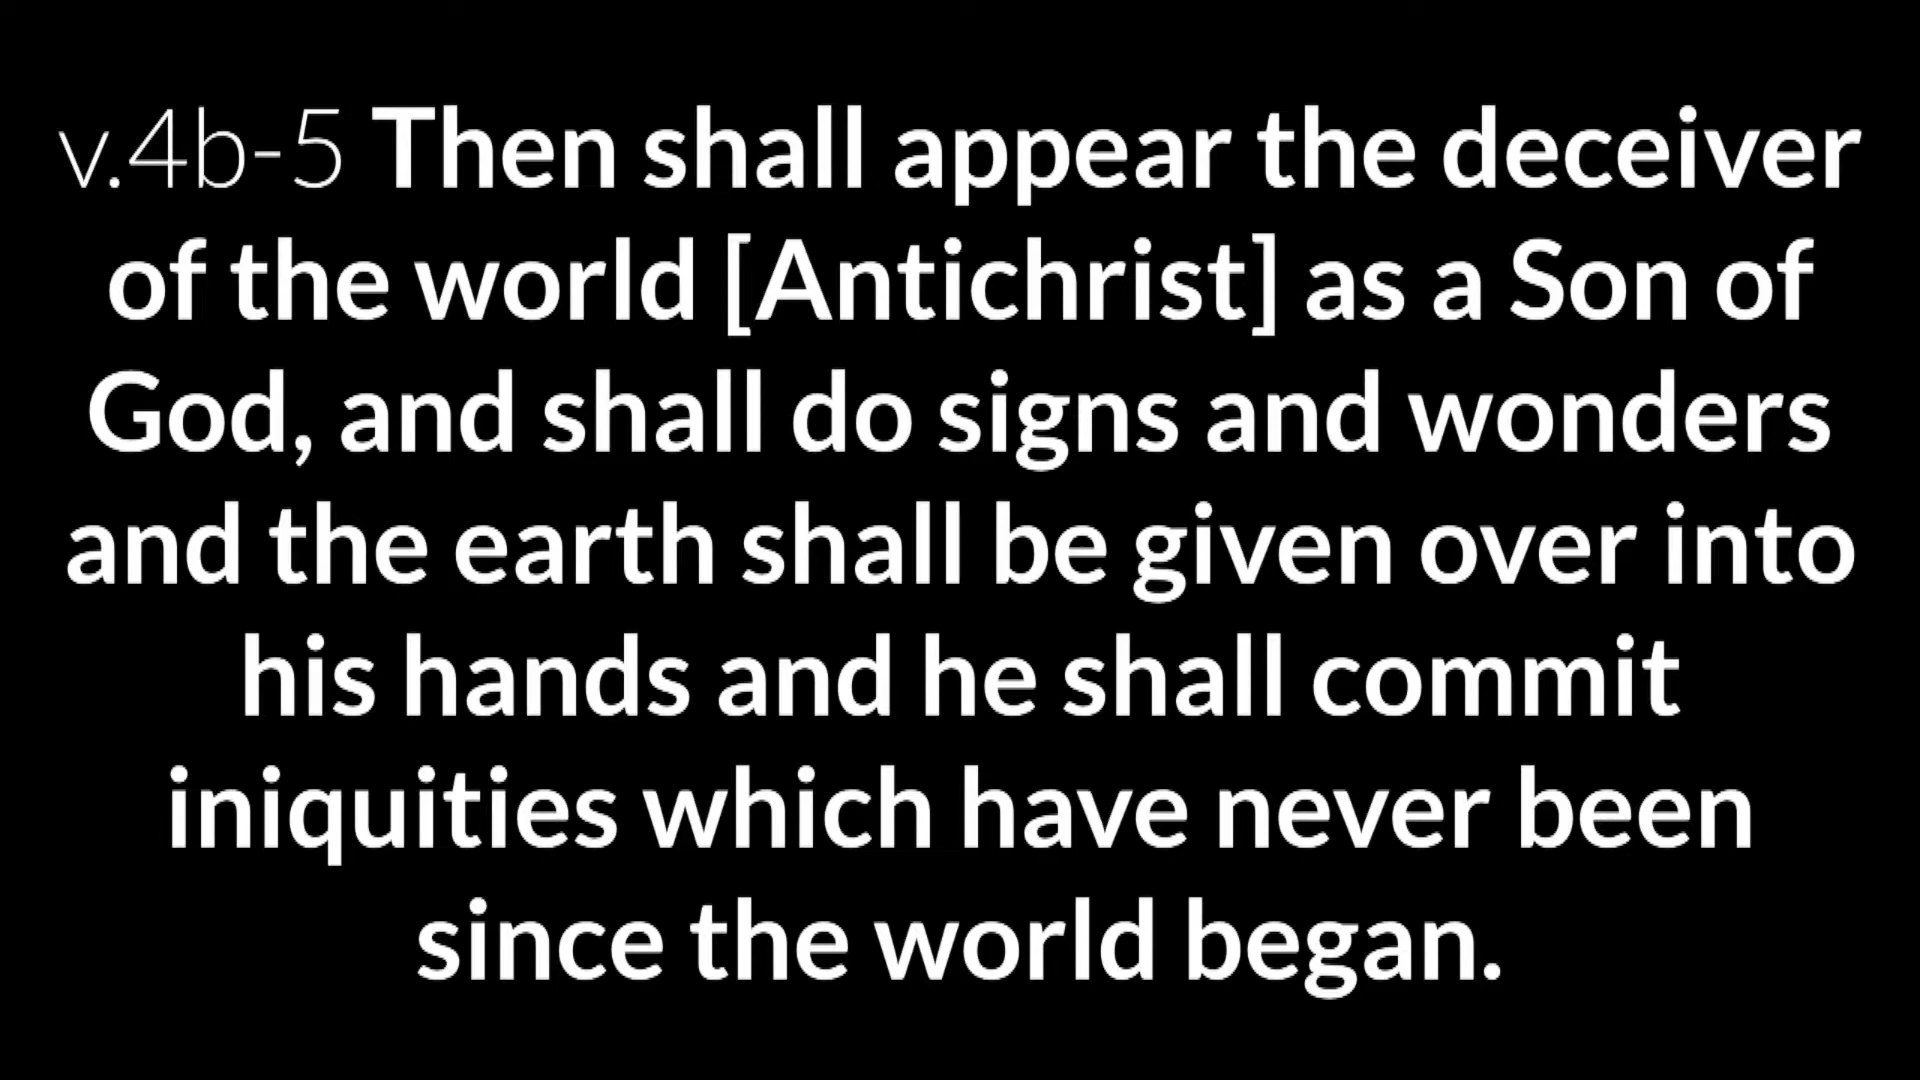 v.4b-5 Then shall appear the deceiver
of the world [Antichrist] as a Son of
God, and shall do signs and wonders
and the earth shall be given over into
his hands and he shall commit
iniquities which have never been
since the world began.